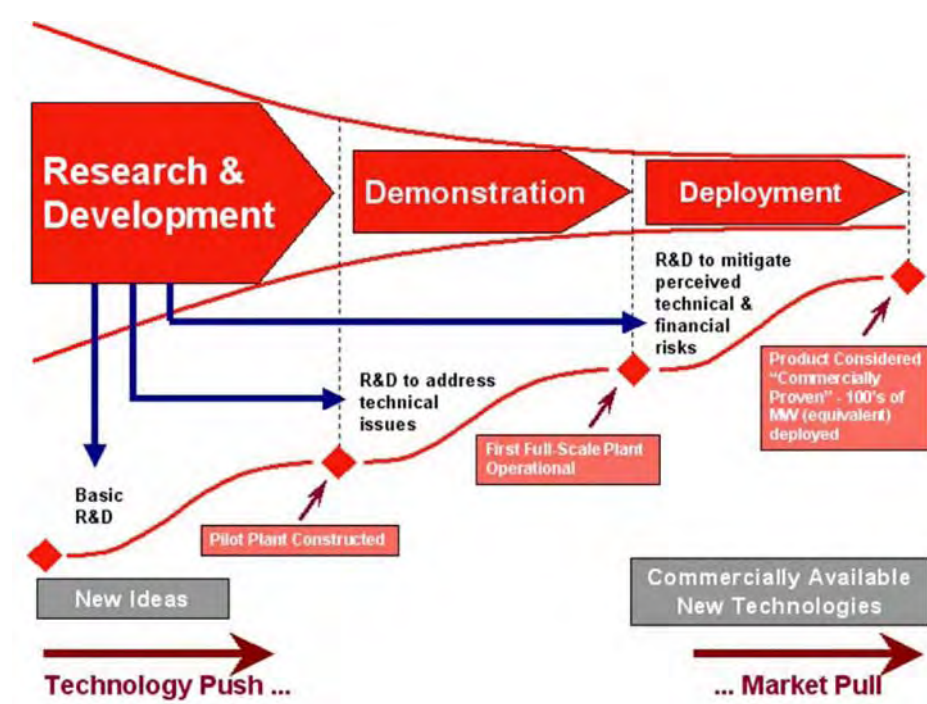 Research &
Development
Demonstration
Deployment
R&D to mitigate
perceived
technical &
financial
risks
R&D to address
technical
issues
Basic
R&D
Product Considered
“Commercially
Proven” - 100's of
MW (equivalent)
deployed
First Full-Scale Plant
Operational
Pilot Plant Constructed
New Ideas
Commercially Available
New Technologies
Technology Push ...
... Market Pull